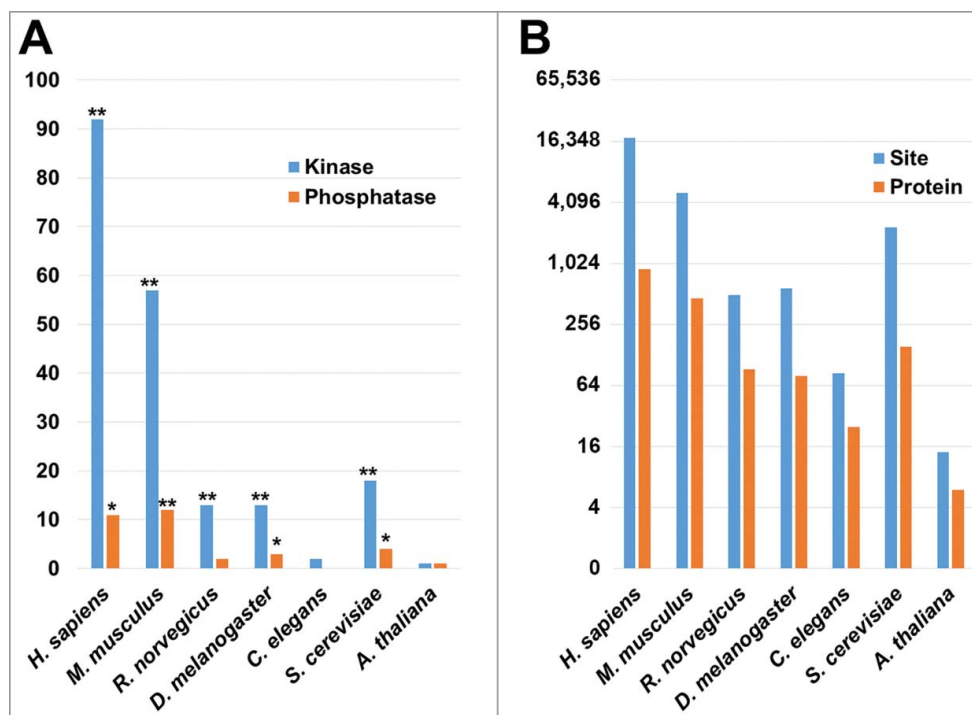 A
100
90
80
70
60
50
40
30
20
10
0
**
*
**
**
**
**
*
**
*
Kinase
Phosphatase
H. sapiens
M. musculus
R. norvegicus
D. melanogaster
C. elegans
S. cerevisiae
A. thaliana
B
65,536
16,348
4,096
1,024
256
64
16
4
0
Site
Protein
H. sapiens
M. musculus
R. norvegicus
D. melanogaster
C. elegans
S. cerevisiae
A. thaliana